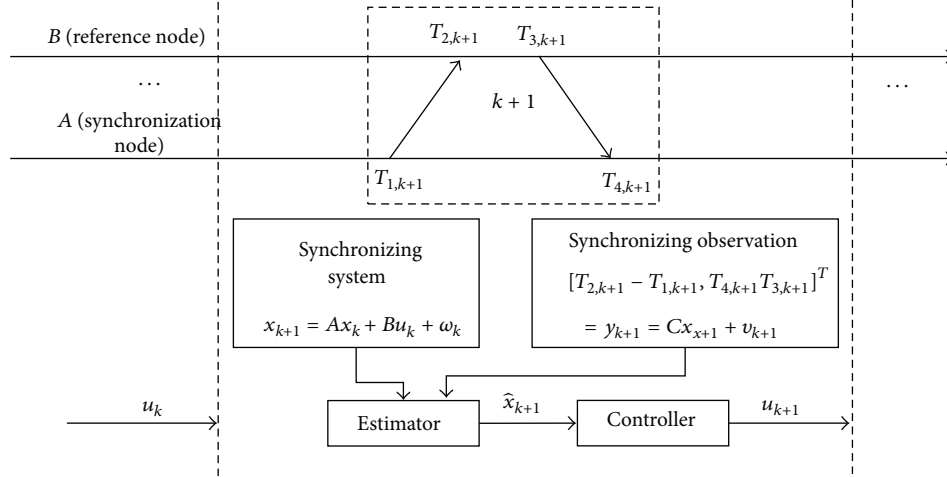 B (reference node)
T₂,ₖ₊₁
T₃,ₖ₊₁
...
k + 1
...
A (synchronization
node)
T₁,ₖ₊₁
T₄,ₖ₊₁
Synchronizing
system
xₖ₊₁ = Axₖ + Buₖ + ωₖ
Synchronizing observation
[T₂,ₖ₊₁ − T₁,ₖ₊₁, T₄,ₖ₊₁T₃,ₖ₊₁]ᵀ
= yₖ₊₁ = Cxₓ₊₁ + υₖ₊₁
uₖ
Estimator
x̂ₖ₊₁
Controller
uₖ₊₁